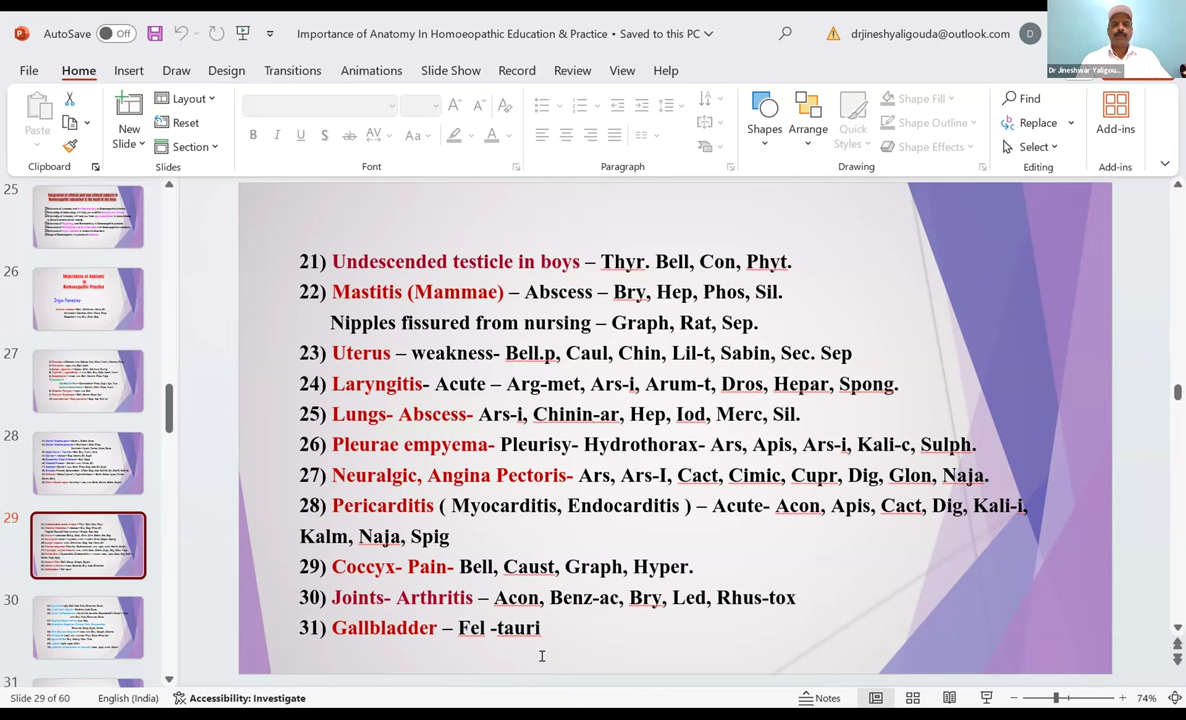 AutoSave Off Importance of Anatomy In Homoeopathic Education & Practice • Saved to this PC drjineshyaligouda@outlook.com D
Dr Jineshwar Yaligou...
File Home Insert Draw Design Transitions Animations Slide Show Record Review View Help
Paste
New Slide
Layout
Reset
Section
B I U S ab AV Aa A
Shapes
Arrange
Quick Styles
Shape Fill
Shape Outline
Shape Effects
Find
Replace
Select
Add-ins
Clipboard Slides Font Paragraph Drawing Editing Add-ins
25
26
27
28
29
30
31
21) Undescended testicle in boys – Thyr. Bell, Con, Phyt.
22) Mastitis (Mammae) – Abscess – Bry, Hep, Phos, Sil.
Nipples fissured from nursing – Graph, Rat, Sep.
23) Uterus – weakness- Bell.p, Caul, Chin, Lil-t, Sabin, Sec. Sep
24) Laryngitis- Acute – Arg-met, Ars-i, Arum-t, Dros, Hepar, Spong.
25) Lungs- Abscess- Ars-i, Chinin-ar, Hep, Iod, Merc, Sil.
26) Pleurae empyema- Pleurisy- Hydrothorax- Ars, Apis, Ars-i, Kali-c, Sulph.
27) Neuralgic, Angina Pectoris- Ars, Ars-I, Cact, Cimic, Cupr, Dig, Glon, Naja.
28) Pericarditis ( Myocarditis, Endocarditis ) – Acute- Acon, Apis, Cact, Dig, Kali-i,
Kalm, Naja, Spig
29) Coccyx- Pain- Bell, Caust, Graph, Hyper.
30) Joints- Arthritis – Acon, Benz-ac, Bry, Led, Rhus-tox
31) Gallbladder – Fel -tauri
Slide 29 of 60 English (India) Accessibility: Investigate Notes 74%